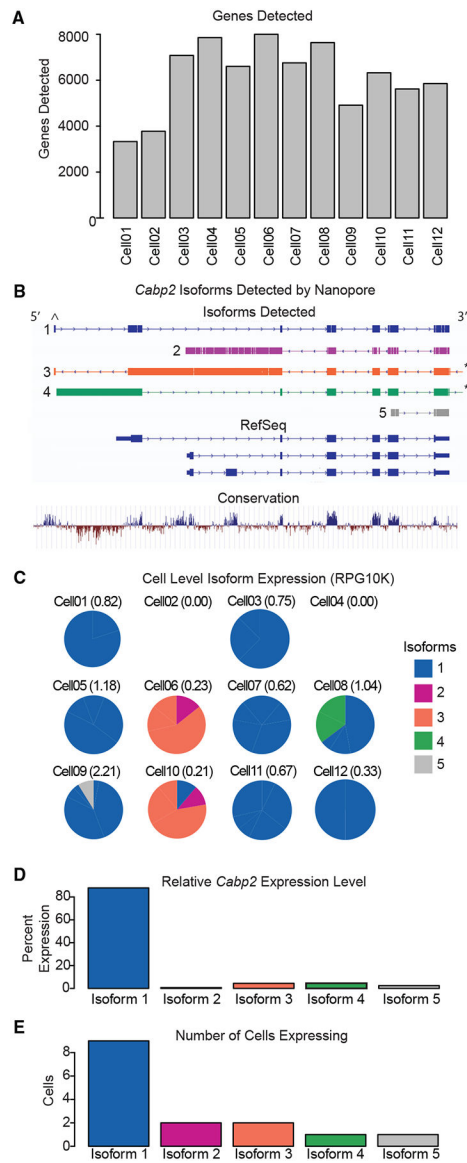 A
Genes Detected
Genes Detected
8000
6000
4000
2000
0
Cell01
Cell02
Cell03
Cell04
Cell05
Cell06
Cell07
Cell08
Cell09
Cell10
Cell11
Cell12
B
Cabp2 Isoforms Detected by Nanopore
5′ ^ Isoforms Detected 3′
1
2
3 *
4 *
5
RefSeq
Conservation
C
Cell Level Isoform Expression (RPG10K)
Cell01 (0.82) Cell02 (0.00) Cell03 (0.75) Cell04 (0.00)
Cell05 (1.18) Cell06 (0.23) Cell07 (0.62) Cell08 (1.04)
Cell09 (2.21) Cell10 (0.21) Cell11 (0.67) Cell12 (0.33)
Isoforms
1
2
3
4
5
D
Relative Cabp2 Expression Level
Percent
Expression
80
60
40
20
0
Isoform 1 Isoform 2 Isoform 3 Isoform 4 Isoform 5
E
Number of Cells Expressing
Cells
8
6
4
2
0
Isoform 1 Isoform 2 Isoform 3 Isoform 4 Isoform 5